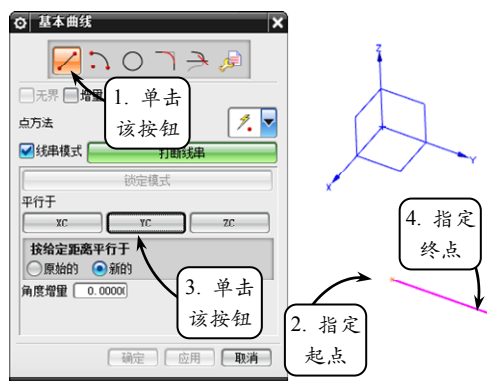 基本曲线
1. 单击
该按钮
无界 增量
点方法
线串模式 打断线串
锁定模式
平行于
XC YC ZC
按给定距离平行于
原始的 新的
角度增量 0.0000
3. 单击
该按钮
确定 应用 取消
Z
Y
X
4. 指定
终点
2. 指定
起点